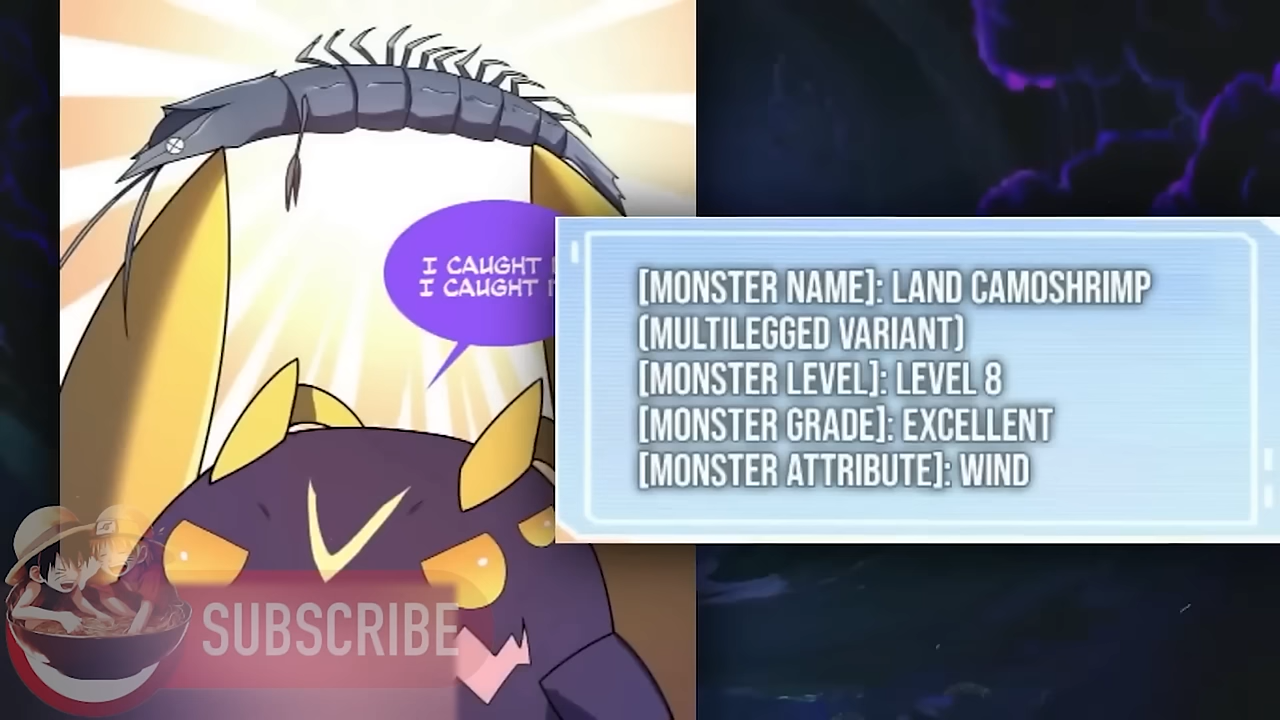 I CAUGHT
I CAUGHT
[MONSTER NAME]: LAND CAMOSHRIMP
(MULTILEGGED VARIANT)
[MONSTER LEVEL]: LEVEL 8
[MONSTER GRADE]: EXCELLENT
[MONSTER ATTRIBUTE]: WIND
SUBSCRIBE